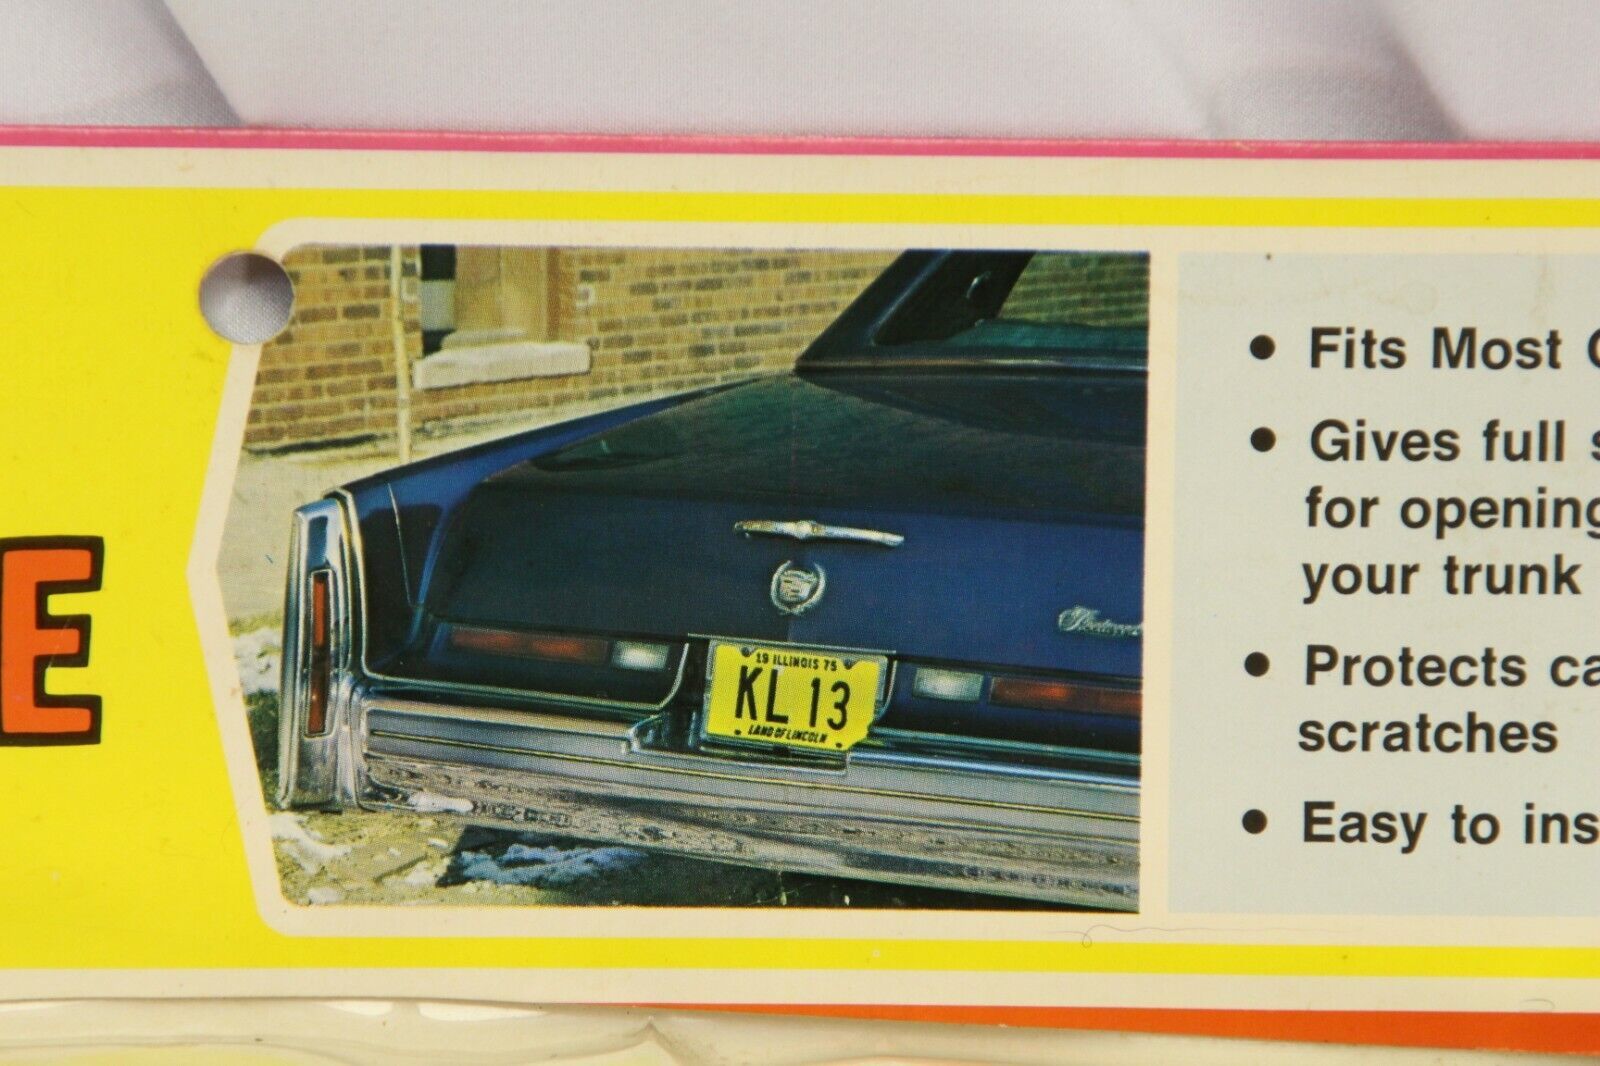 E
19 ILLINOIS 75
KL 13
LAND OF LINCOLN
• Fits Most
• Gives full
for opening
your trunk
• Protects ca
scratches
• Easy to ins